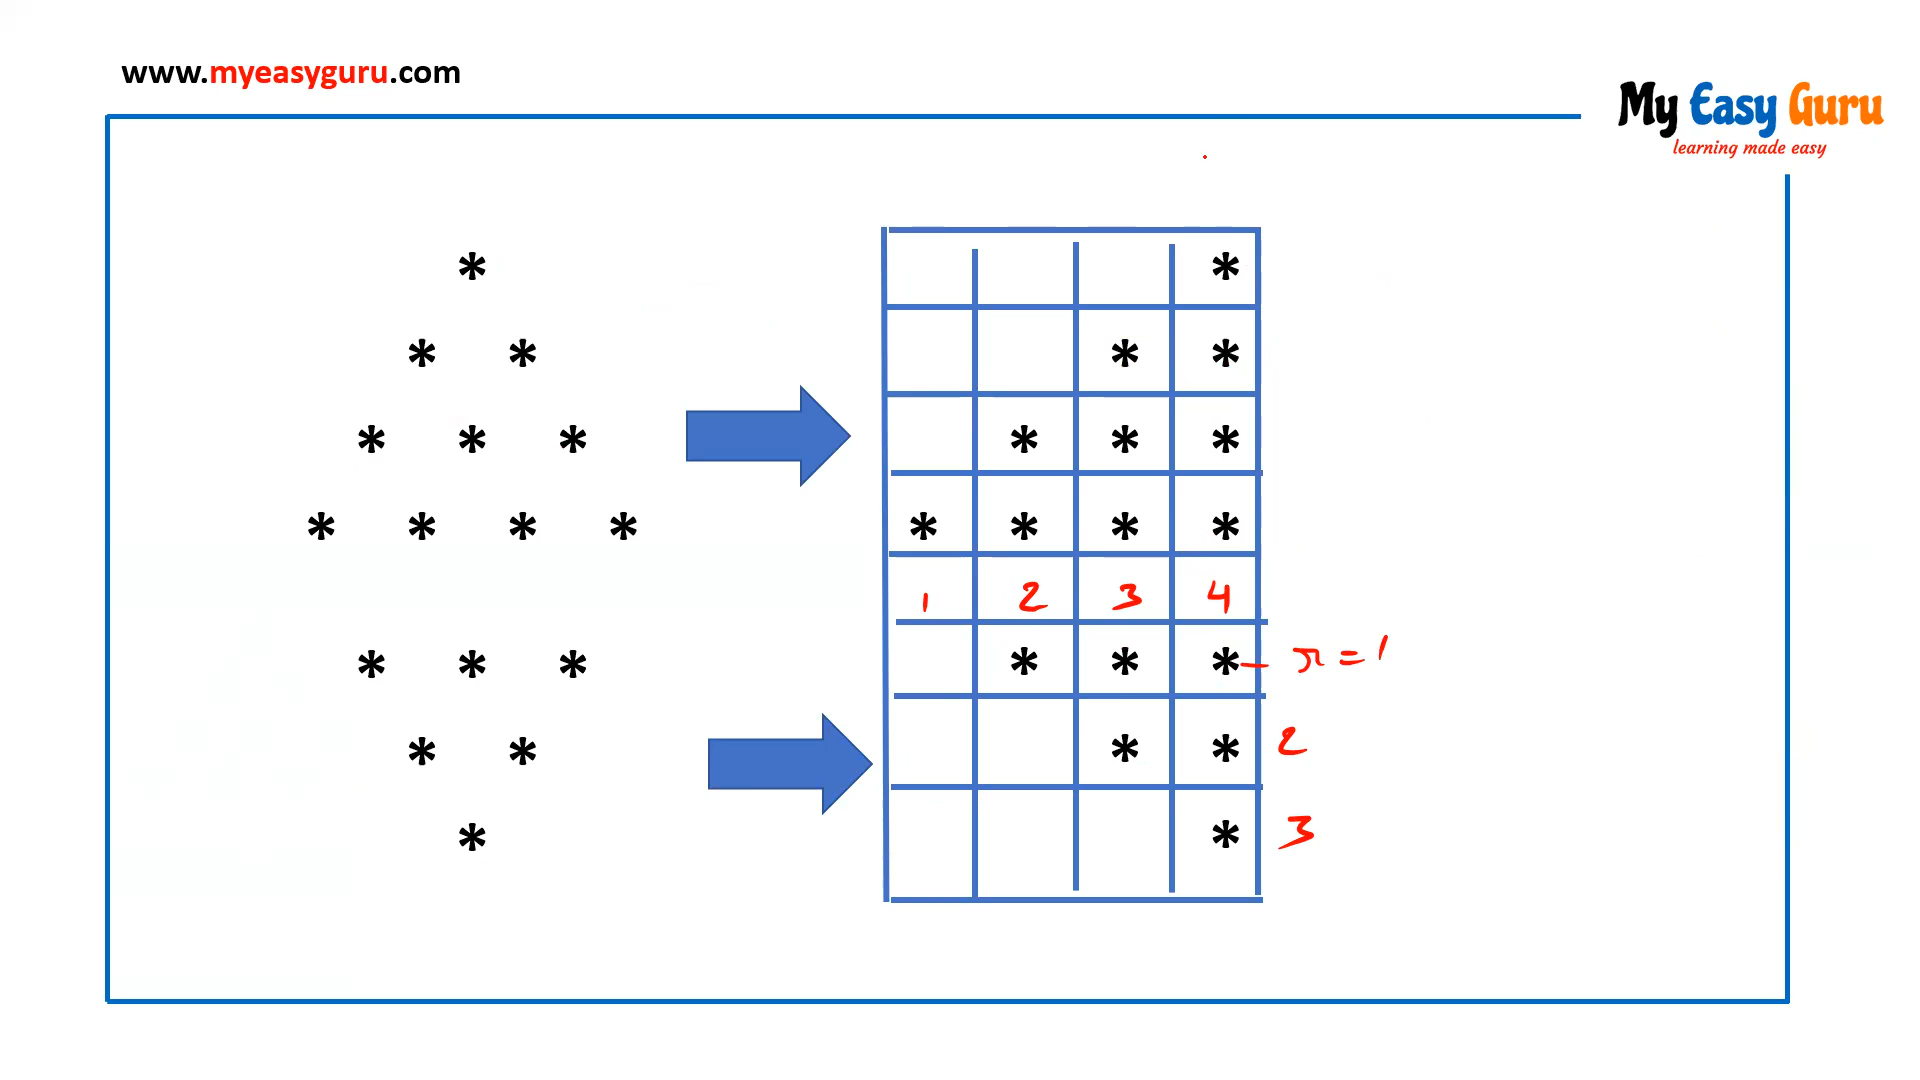 www.myeasyguru.com
My Easy Guru
learning made easy
* *
* * * *
* * * * * *
* * * * * * * *
1 2 3 4
* * * * * * r=1
* * * * 2
* * 3